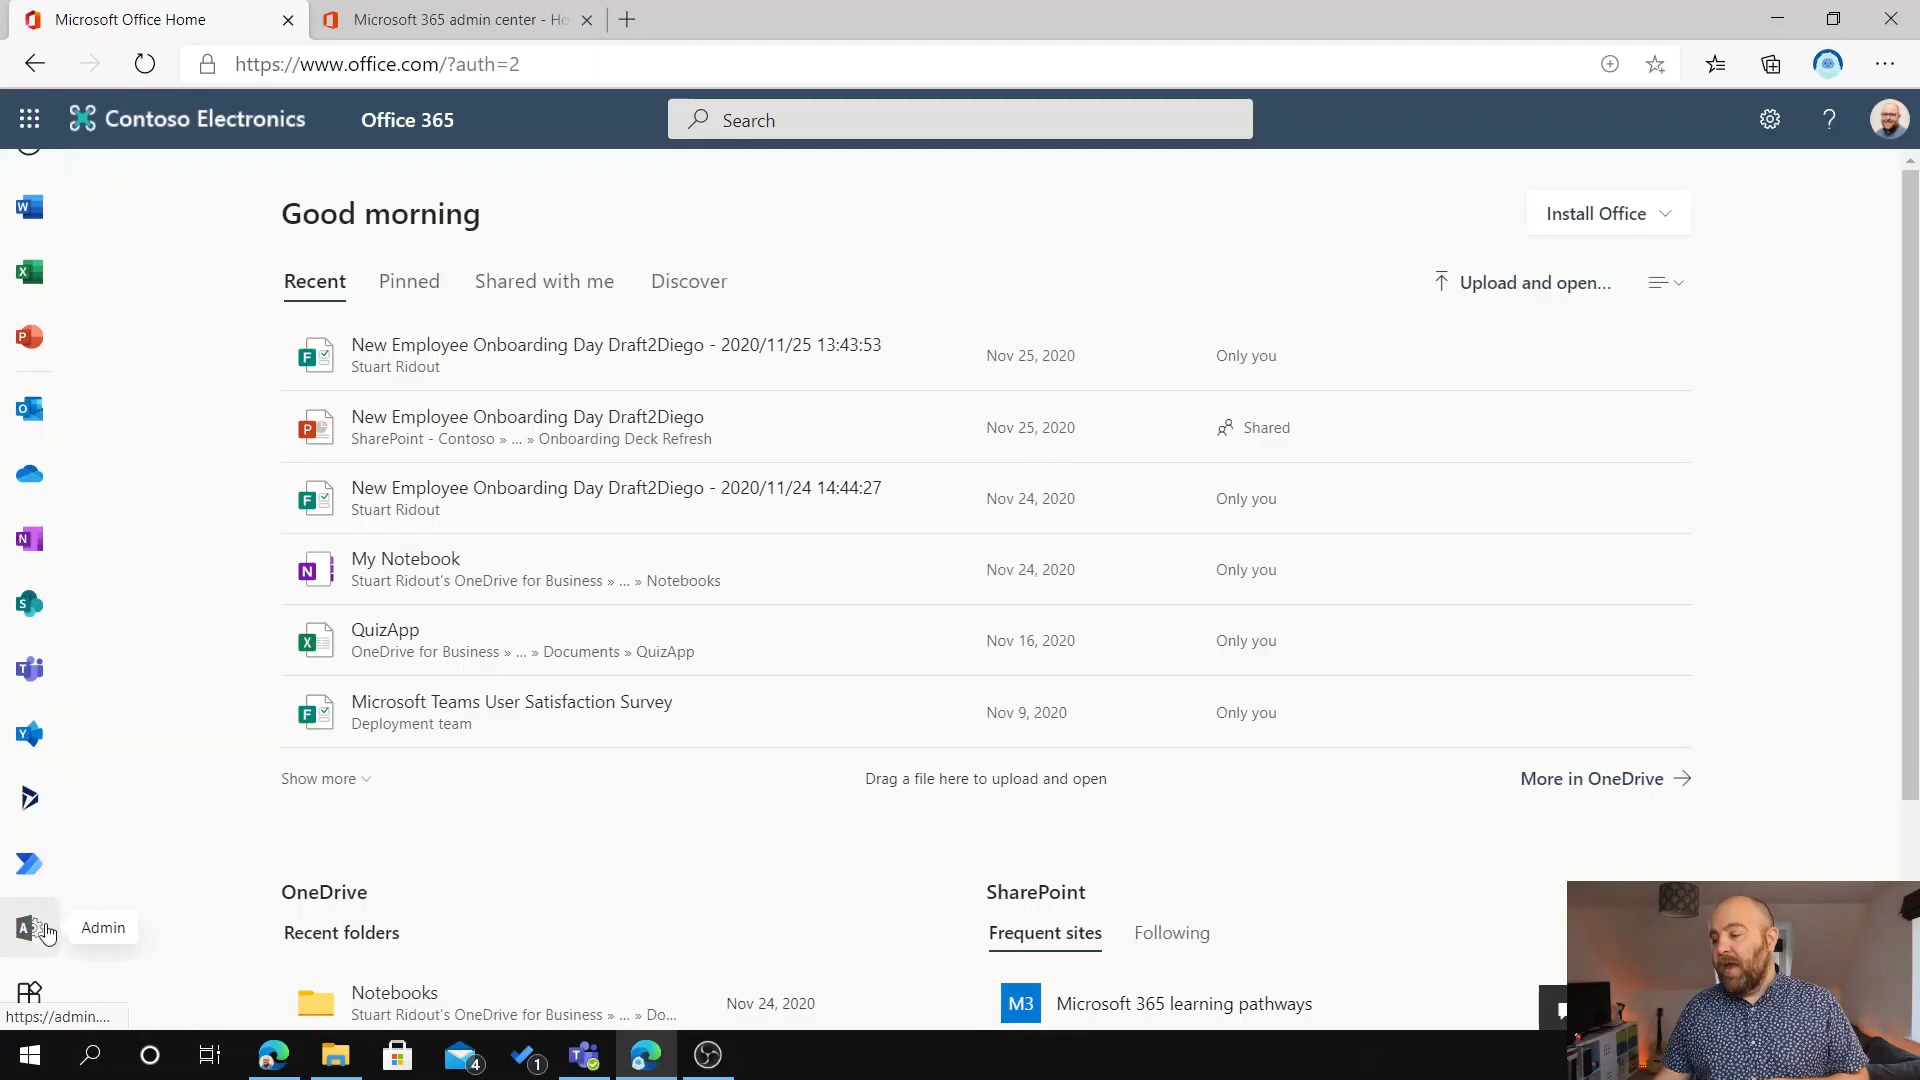 Microsoft Office Home
Microsoft 365 admin center - Ho
https://www.office.com/?auth=2
Contoso Electronics
Office 365
Search
Good morning
Install Office
Recent
Pinned
Shared with me
Discover
Upload and open...
New Employee Onboarding Day Draft2Diego - 2020/11/25 13:43:53
Stuart Ridout
Nov 25, 2020
Only you
New Employee Onboarding Day Draft2Diego
SharePoint - Contoso » ... » Onboarding Deck Refresh
Nov 25, 2020
Shared
New Employee Onboarding Day Draft2Diego - 2020/11/24 14:44:27
Stuart Ridout
Nov 24, 2020
Only you
My Notebook
Stuart Ridout's OneDrive for Business » ... » Notebooks
Nov 24, 2020
Only you
QuizApp
OneDrive for Business » ... » Documents » QuizApp
Nov 16, 2020
Only you
Microsoft Teams User Satisfaction Survey
Deployment team
Nov 9, 2020
Only you
Show more
Drag a file here to upload and open
More in OneDrive
OneDrive
Recent folders
Notebooks
Stuart Ridout's OneDrive for Business » ... » Do...
Nov 24, 2020
SharePoint
Frequent sites
Following
M3
Microsoft 365 learning pathways
Admin
https://admin....
4
1